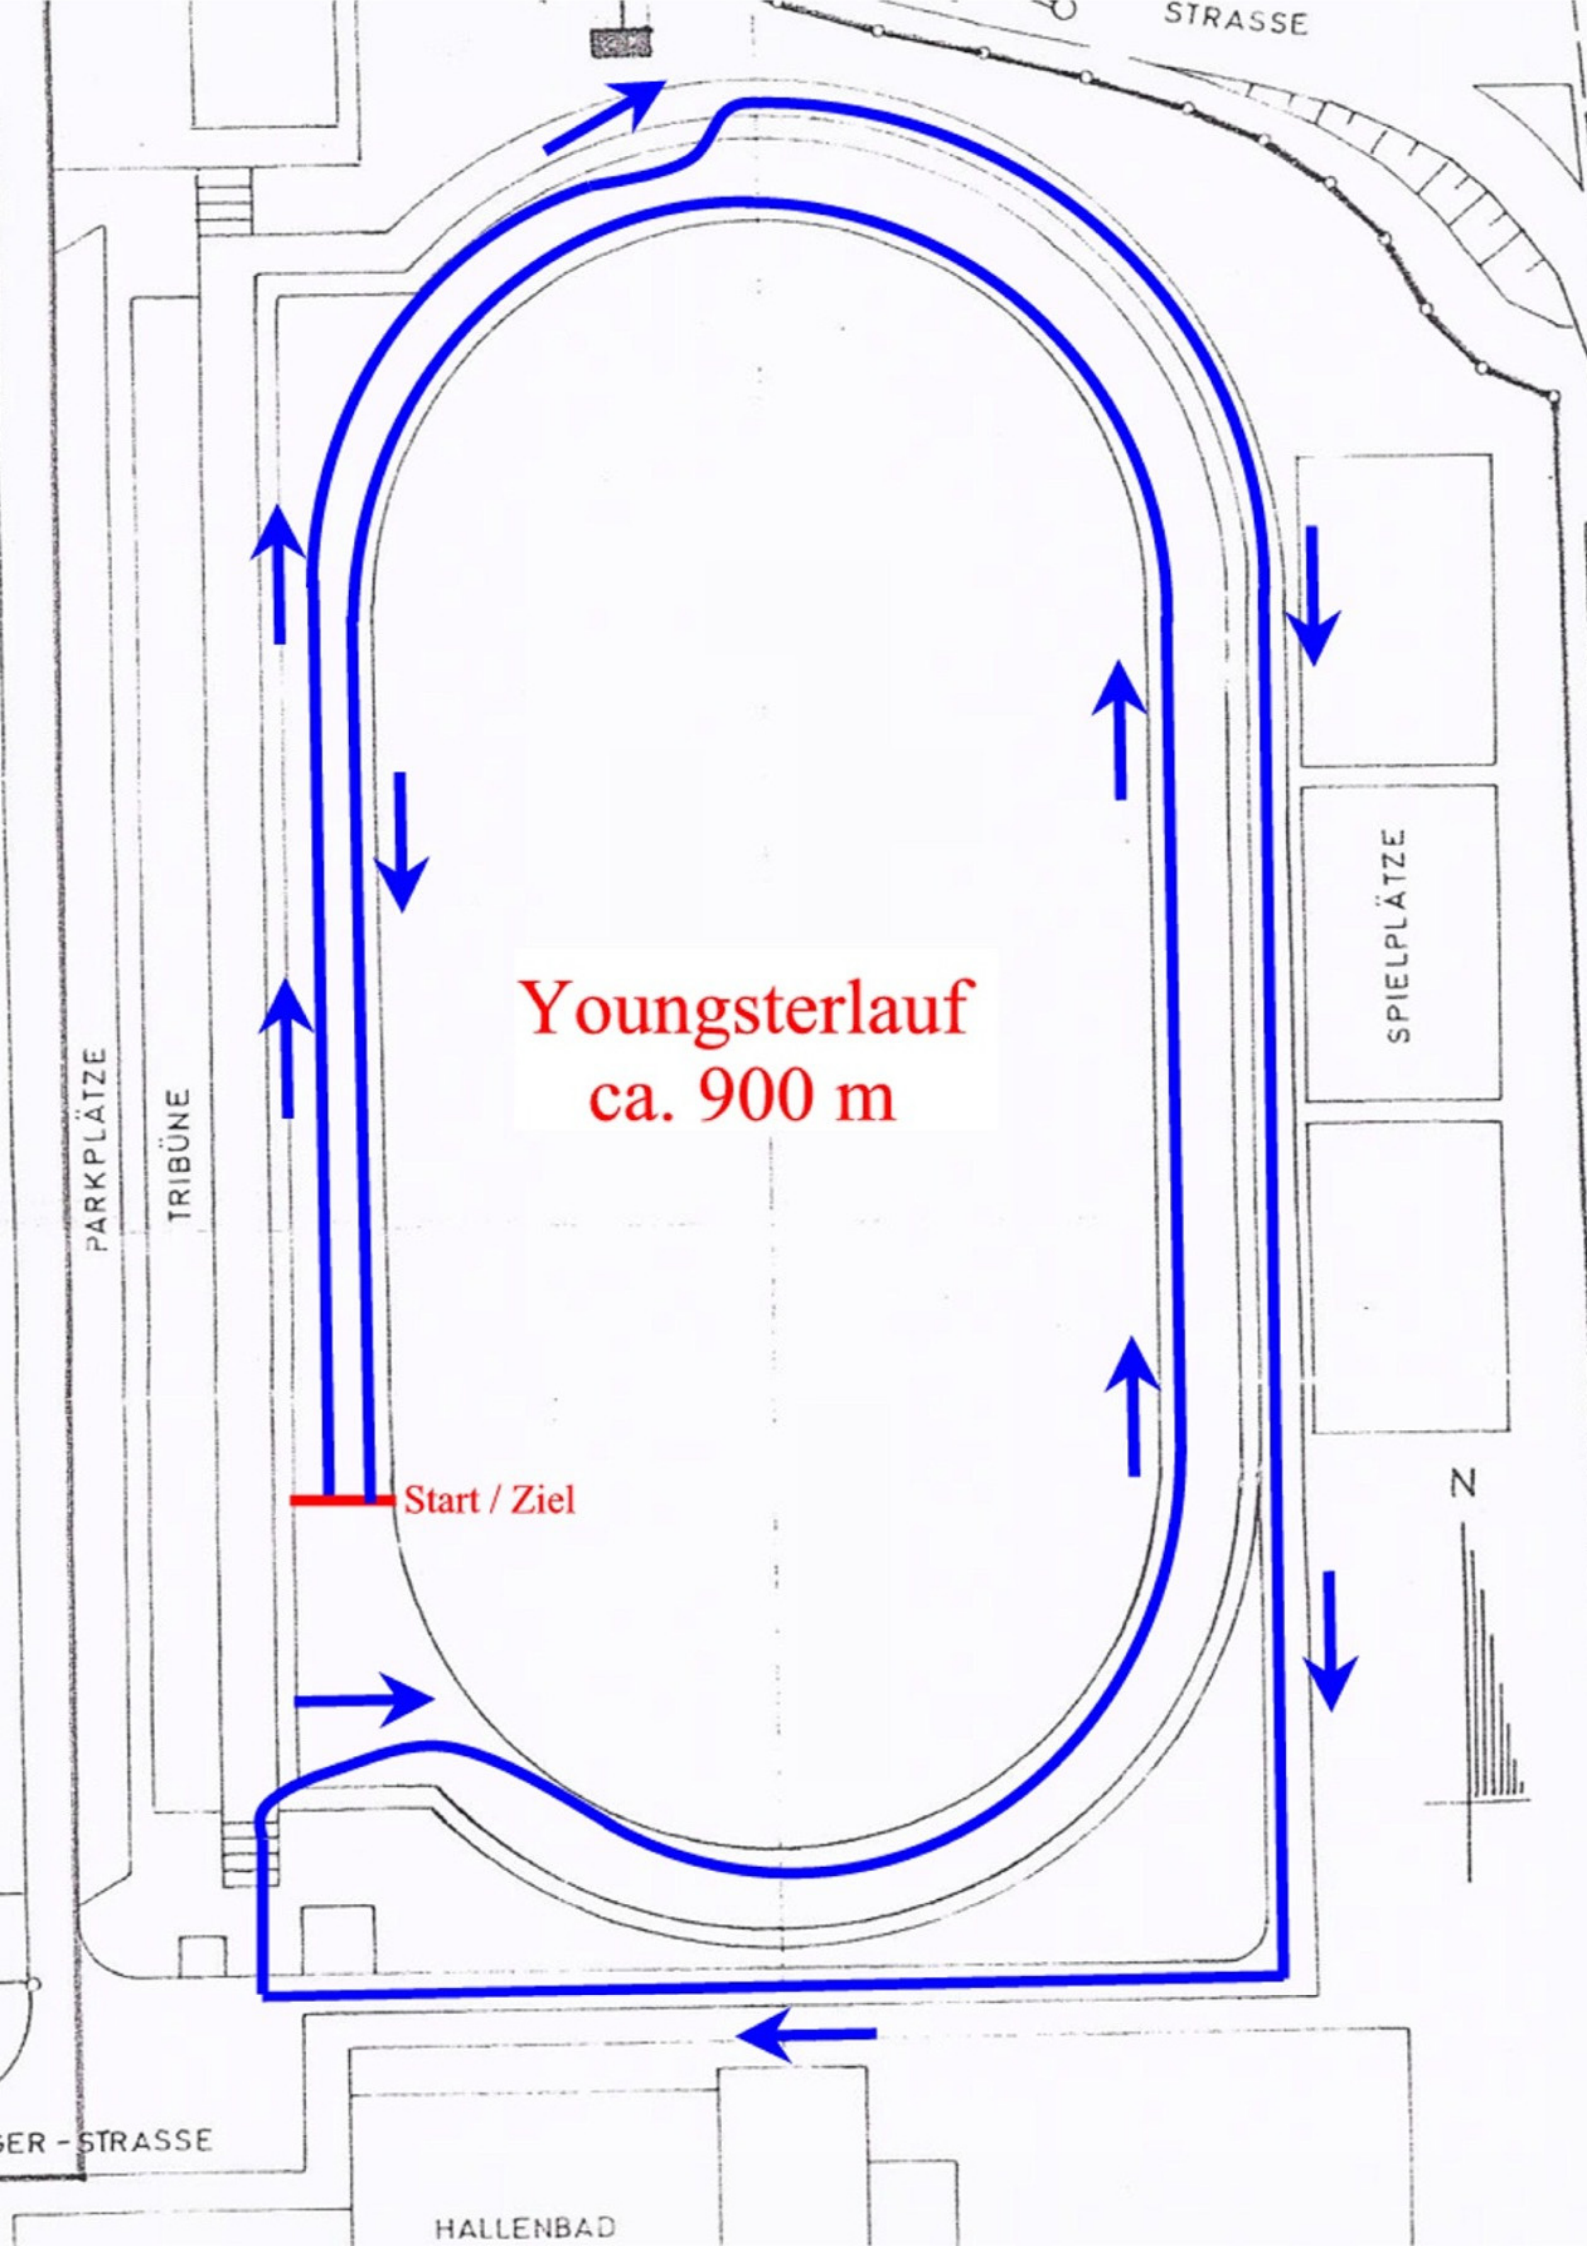 STRASSE
SPIELPLÄTZE
Youngsterlauf
ca. 900 m
PARKPLÄTZE
TRIBÜNE
Start / Ziel
N
GER-STRASSE
HALLENBAD